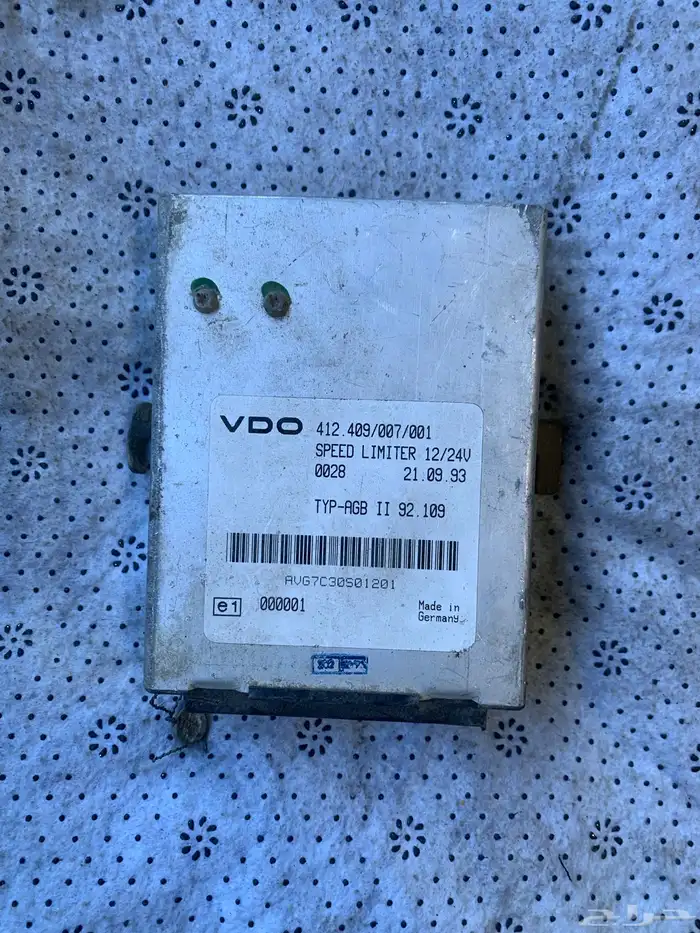 VDO 412.409/007/001
SPEED LIMITER 12/24V
0028 21.09.93
TYP-AGB II 92.109
AVG7C30S01201
e1 000001
Made in
Germany
حراج